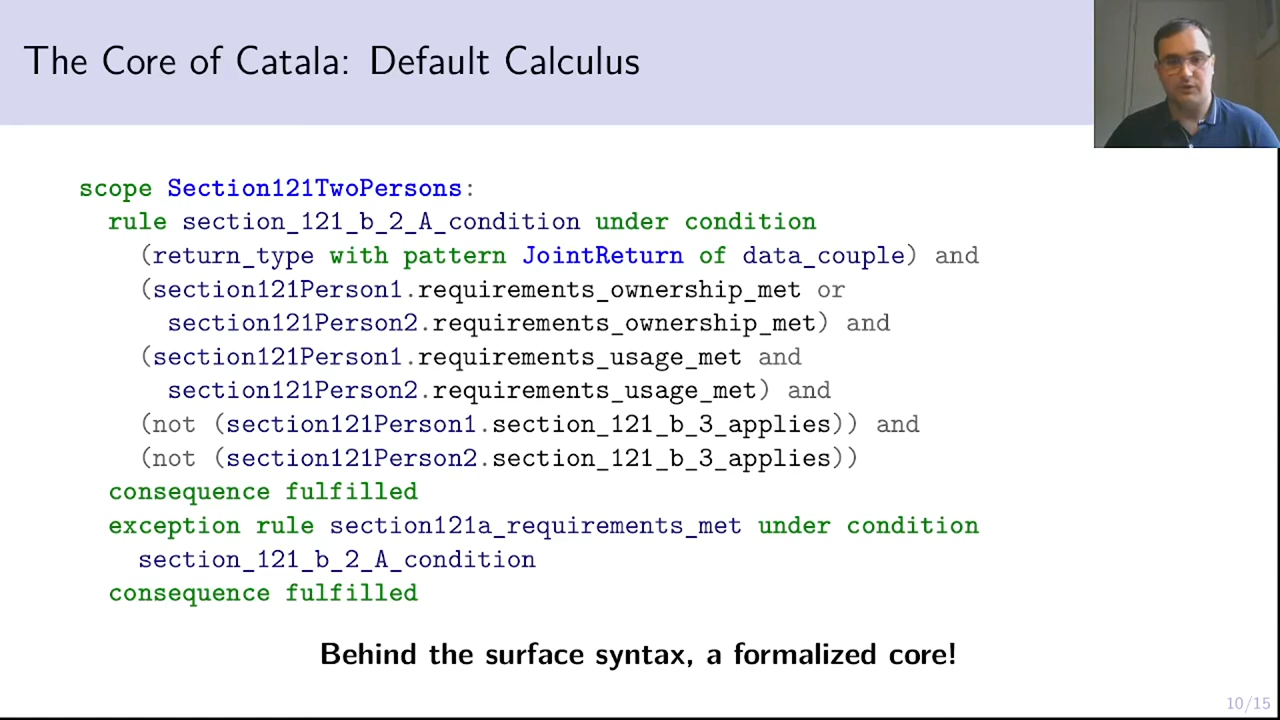 The Core of Catala: Default Calculus
scope Section121TwoPersons:
rule section_121_b_2_A_condition under condition
(return_type with pattern JointReturn of data_couple) and
(section121Person1.requirements_ownership_met or
section121Person2.requirements_ownership_met) and
(section121Person1.requirements_usage_met and
section121Person2.requirements_usage_met) and
(not (section121Person1.section_121_b_3_applies)) and
(not (section121Person2.section_121_b_3_applies))
consequence fulfilled
exception rule section121a_requirements_met under condition
section_121_b_2_A_condition
consequence fulfilled
Behind the surface syntax, a formalized core!
10/15